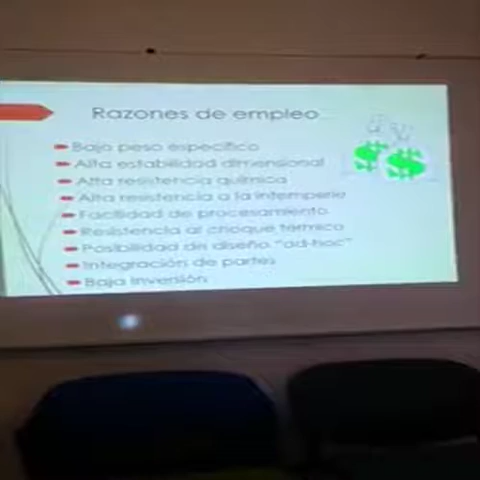 Razones de empleo
Bajo peso específico
Alta estabilidad dimensional
Alta resistencia química
Alta resistencia a la intemperie
Facilidad de procesamiento
Resistencia al choque térmico
Posibilidad de diseño "ad-hoc"
Integración de partes
Baja inversión
$ $